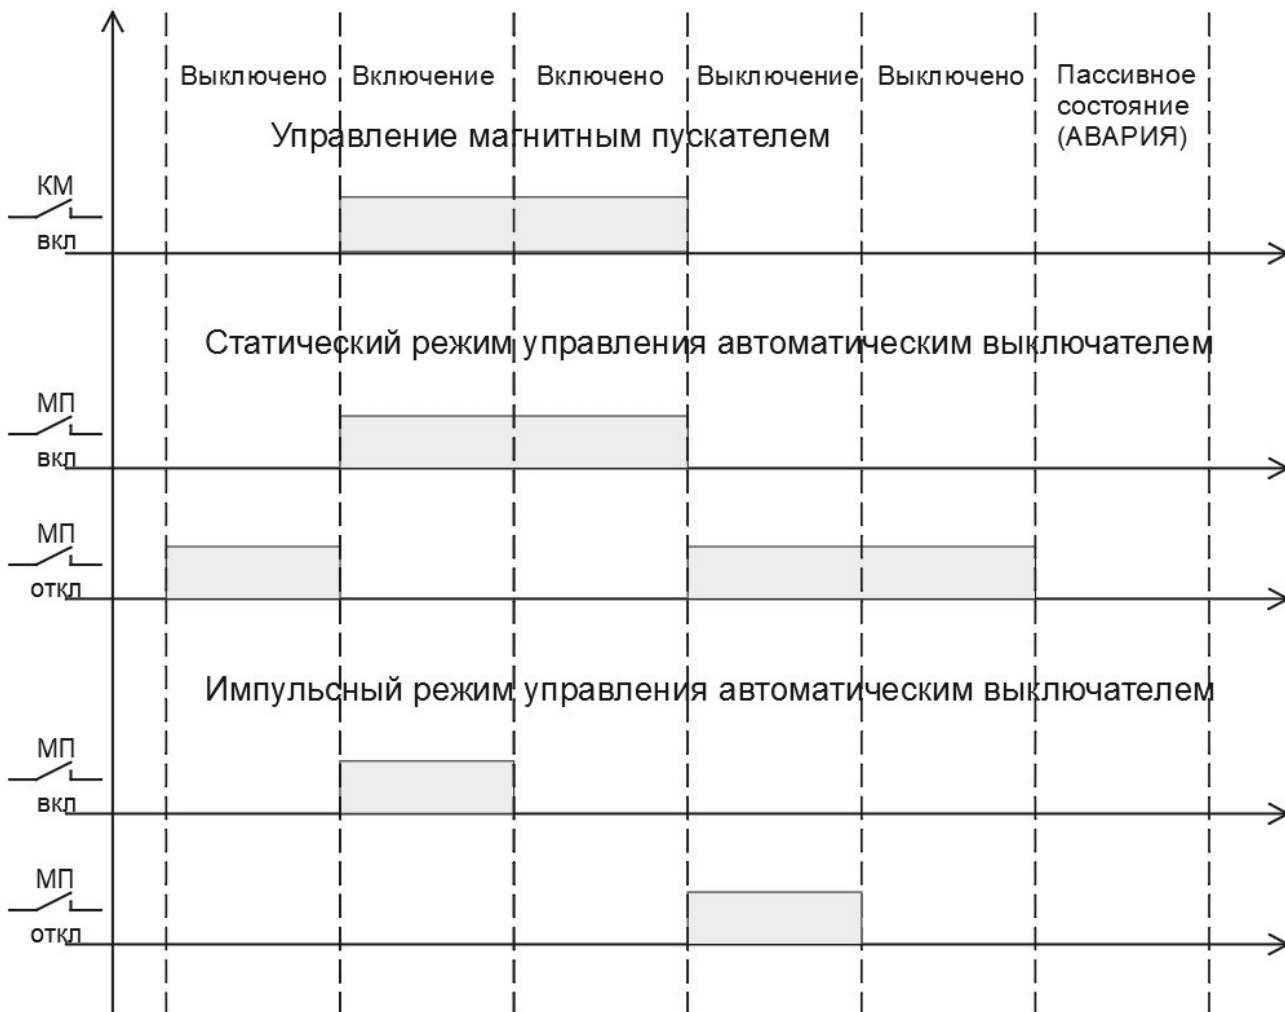 Выключено Включение Включено Выключение Выключено Пассивное
состояние
(АВАРИЯ)
Управление магнитным пускателем
КМ
вкл
Статический режим управления автоматическим выключателем
МП
вкл
МП
откл
Импульсный режим управления автоматическим выключателем
МП
вкл
МП
откл